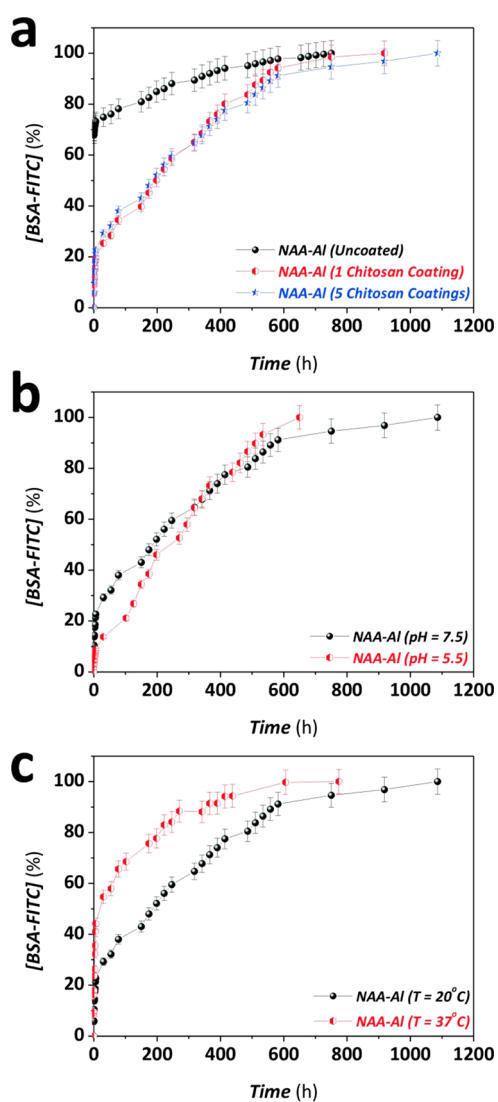 a
100
80
60
40
20
0
[BSA-FITC] (%)
NAA-Al (Uncoated)
NAA-Al (1 Chitosan Coating)
NAA-Al (5 Chitosan Coatings)
0 200 400 600 800 1000 1200
Time (h)
b
100
80
60
40
20
0
[BSA-FITC] (%)
NAA-Al (pH = 7.5)
NAA-Al (pH = 5.5)
0 200 400 600 800 1000 1200
Time (h)
c
100
80
60
40
20
0
[BSA-FITC] (%)
NAA-Al (T = 20°C)
NAA-Al (T = 37°C)
0 200 400 600 800 1000 1200
Time (h)